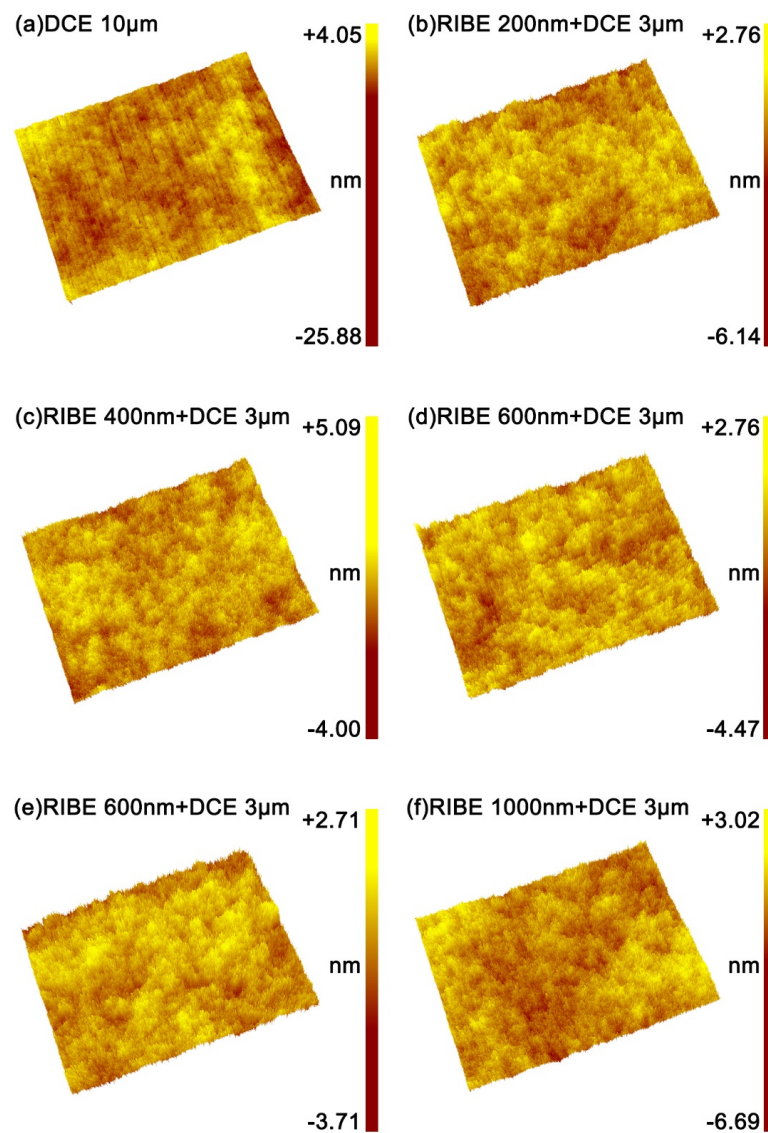 (a)DCE 10µm
+4.05
nm
-25.88
(b)RIBE 200nm+DCE 3µm
+2.76
nm
-6.14
(c)RIBE 400nm+DCE 3µm
+5.09
nm
-4.00
(d)RIBE 600nm+DCE 3µm
+2.76
nm
-4.47
(e)RIBE 600nm+DCE 3µm
+2.71
nm
-3.71
(f)RIBE 1000nm+DCE 3µm
+3.02
nm
-6.69